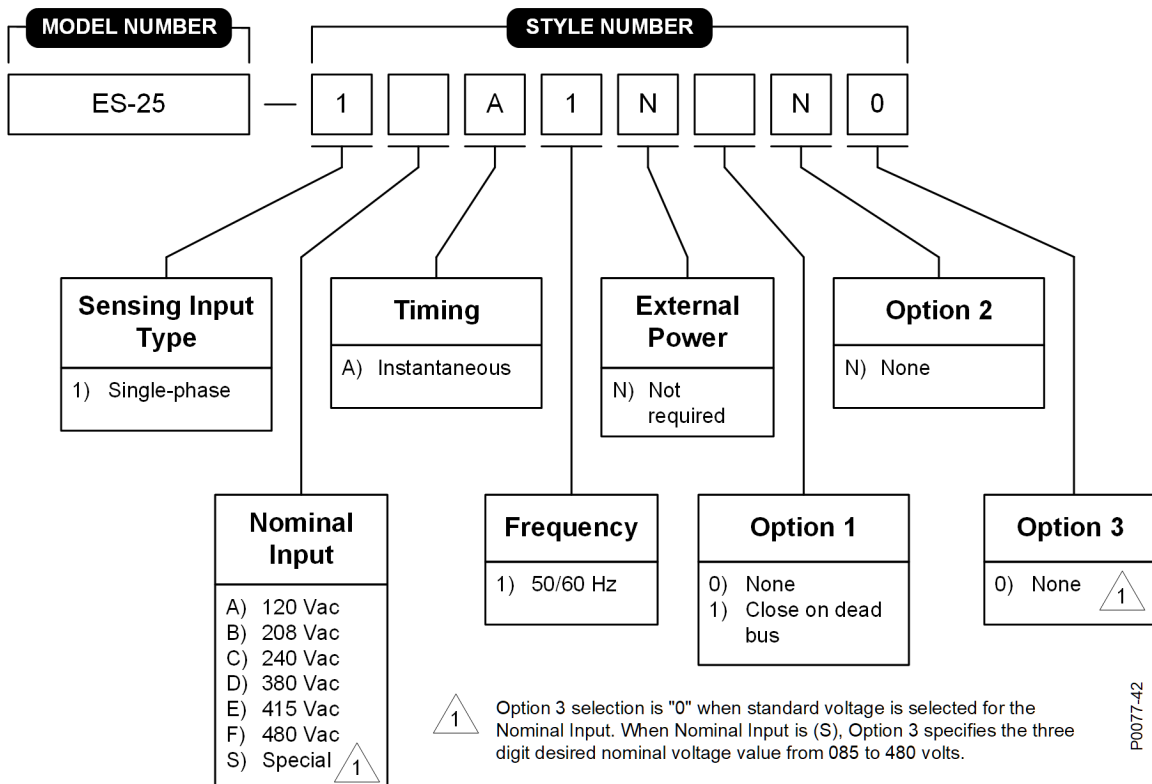 MODEL NUMBER
STYLE NUMBER
ES-25 — 1 A 1 N N 0
Sensing Input
Type
1) Single-phase
Timing
A) Instantaneous
External
Power
N) Not
required
Option 2
N) None
Nominal
Input
A) 120 Vac
B) 208 Vac
C) 240 Vac
D) 380 Vac
E) 415 Vac
F) 480 Vac
S) Special 1
Frequency
1) 50/60 Hz
Option 1
0) None
1) Close on dead
bus
Option 3
0) None 1
1 Option 3 selection is "0" when standard voltage is selected for the
Nominal Input. When Nominal Input is (S), Option 3 specifies the three
digit desired nominal voltage value from 085 to 480 volts.
P0077-42